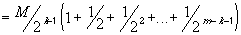 = M/2^{k-1} (1 + 1/2 + 1/2^2 + ... + 1/2^{m-k-1})